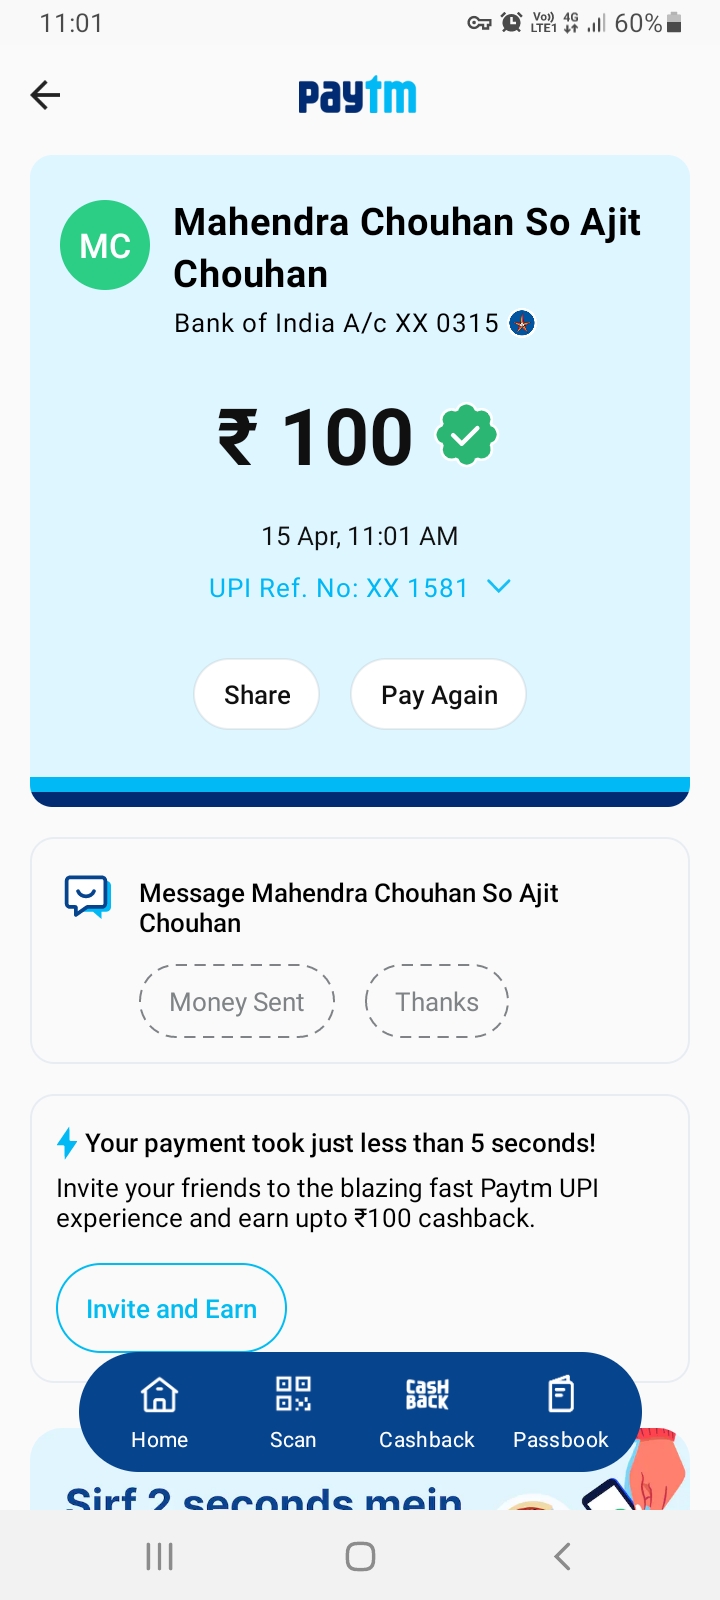 11:01
Vo)) 4G
LTE1
60%
paytm
MC
Mahendra Chouhan So Ajit
Chouhan
Bank of India A/c XX 0315
₹ 100
15 Apr, 11:01 AM
UPI Ref. No: XX 1581
Share
Pay Again
Message Mahendra Chouhan So Ajit
Chouhan
Money Sent
Thanks
Your payment took just less than 5 seconds!
Invite your friends to the blazing fast Paytm UPI
experience and earn upto ₹100 cashback.
Invite and Earn
CASH
BACK
Home
Scan
Cashback
Passbook
Sirf 2 seconds mein